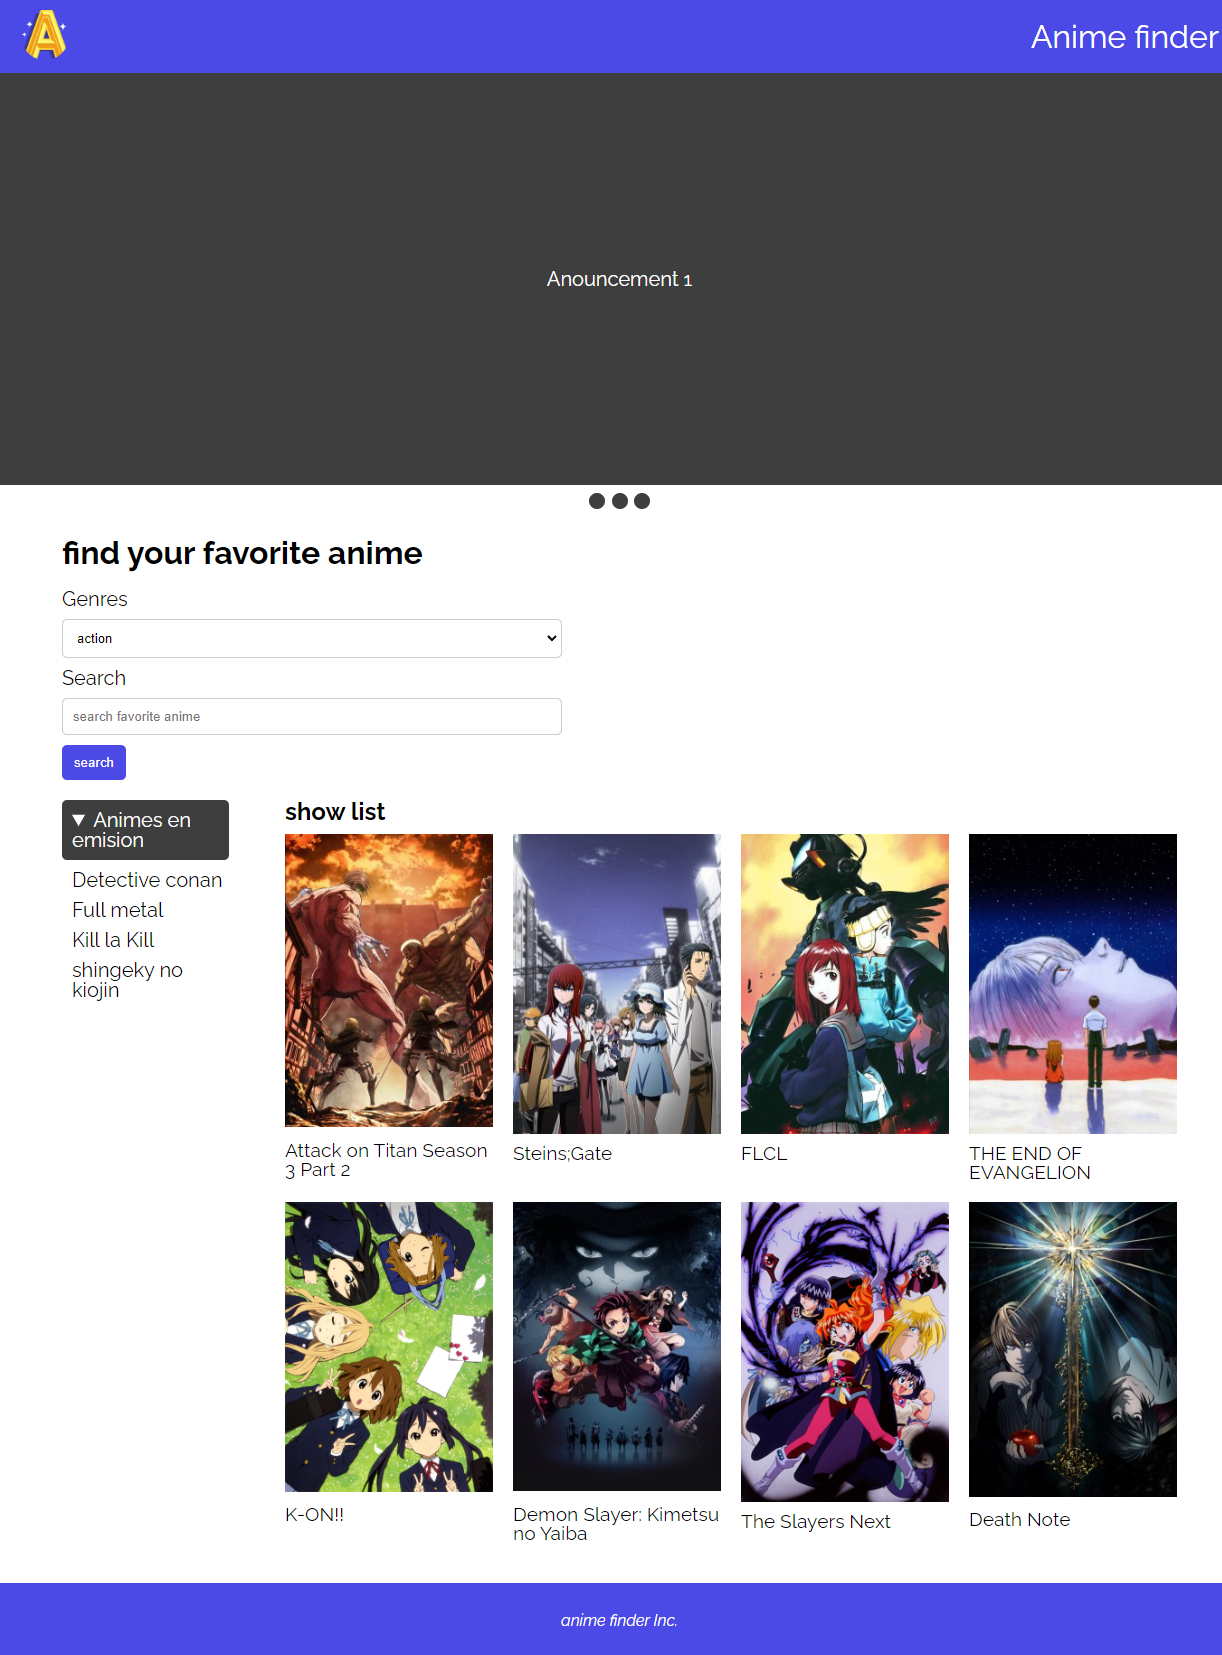 A
Anime finder
Anouncement 1
find your favorite anime
Genres
action
Search
search favorite anime
search
Animes en
emision
Detective conan
Full metal
Kill la Kill
shingeky no
kiojin
show list
Attack on Titan Season
3 Part 2
Steins;Gate
FLCL
THE END OF
EVANGELION
K-ON!!
Demon Slayer: Kimetsu
no Yaiba
The Slayers Next
Death Note
anime finder Inc.